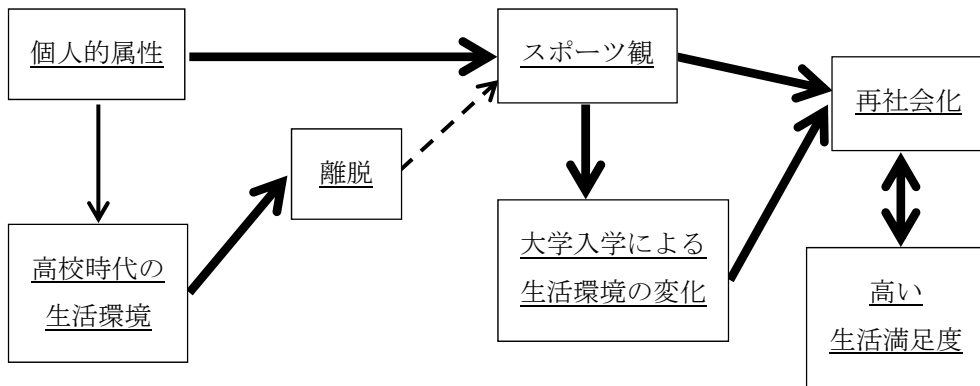 個人的属性
スポーツ観
再社会化
離脱
高校時代の
生活環境
大学入学による
生活環境の変化
高い
生活満足度